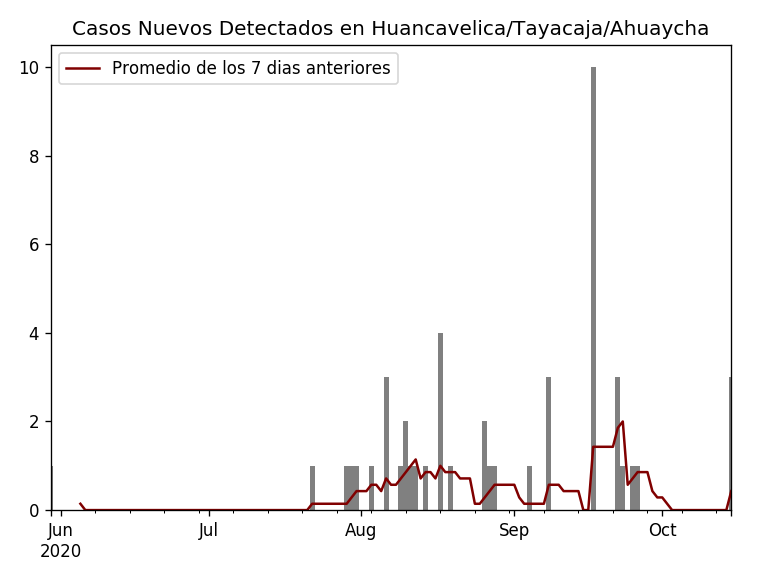 Casos Nuevos Detectados en Huancavelica/Tayacaja/Ahuaycha
Promedio de los 7 dias anteriores
10
8
6
4
2
0
Jun Jul Aug Sep Oct
2020